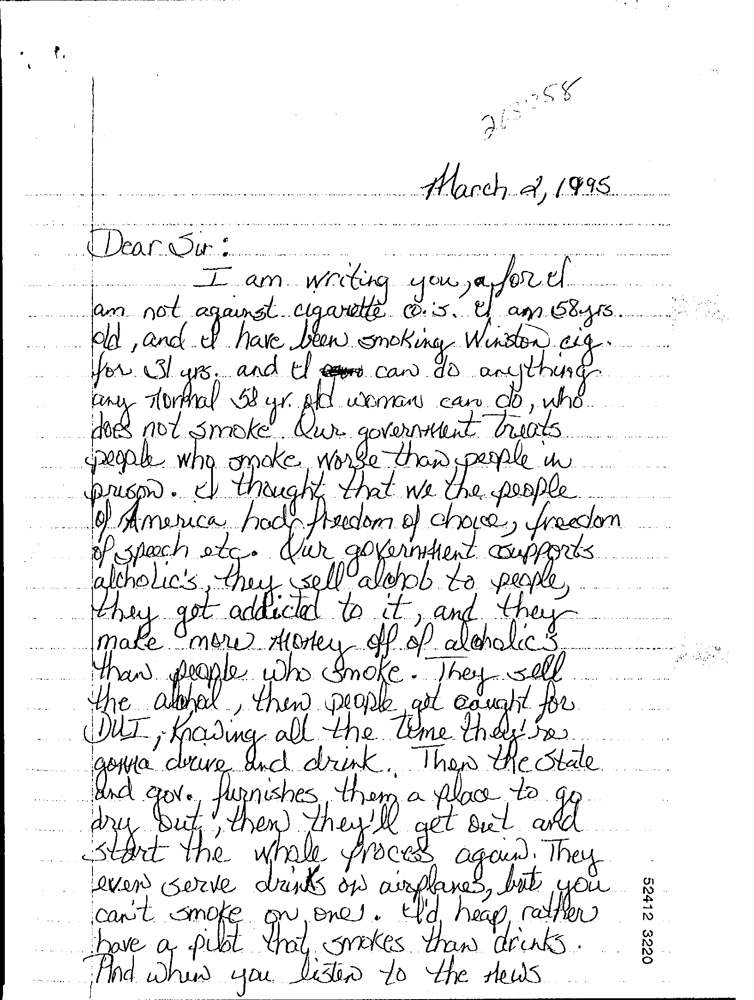 March 2, 1995
Dear Sir:
I am writing you, a for I
am not against cigarette co.'s. I am 58 yrs.
old, and I have been smoking Winston cig.
for 31 yrs. and I can do anything
any normal 58 yr. old woman can do, who
does not smoke. Our government treats
people who smoke worse than people in
prison. I thought that we the people
of America had freedom of choice, freedom
of speech etc. Our government supports
alcholic's, they sell alchol to people,
they got addicted to it, and they
make more money off of alcholic's
than people who smoke. They sell
the alchol, then people get caught for
DUI, knowing all the time they're
gonna drive and drink. Then the state
and gov. furnishes them a place to go
dry out, then they'll get out and
start the whole process again. They
even serve drinks on airplanes, but you
can't smoke on one. I'd heap rather
have a pilot that smokes than drinks.
And when you listen to the news
52412 3220